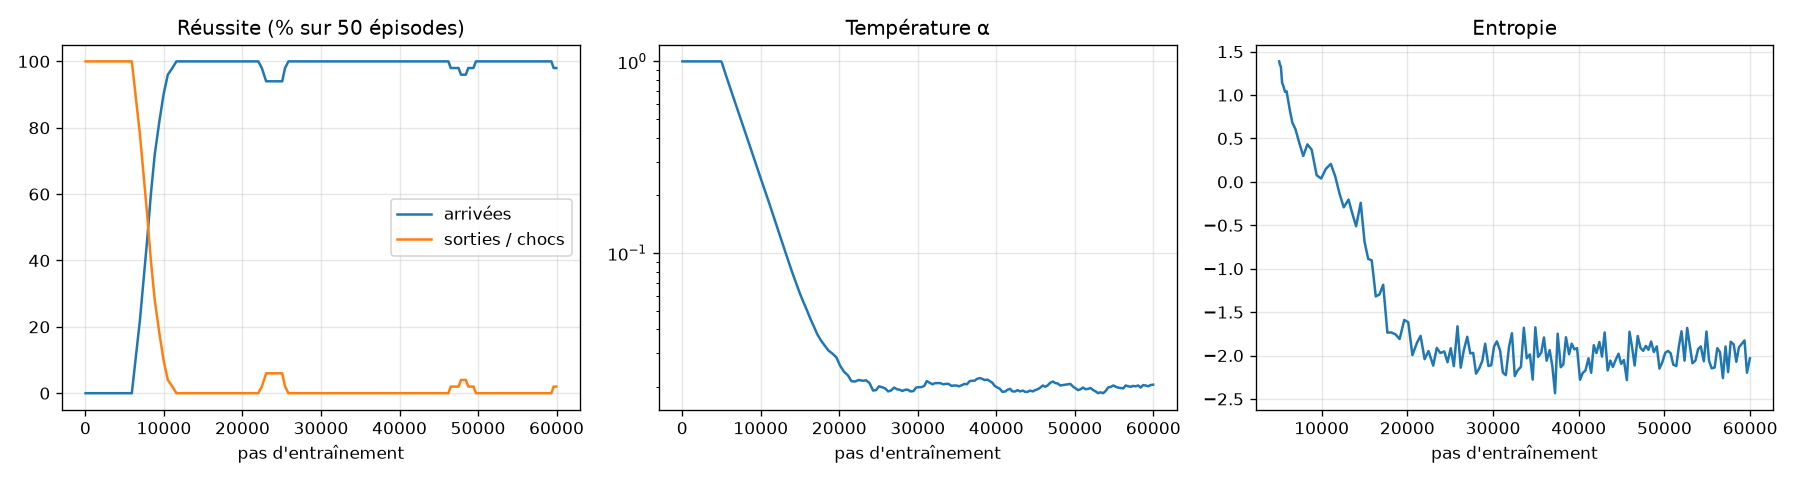 Réussite (% sur 50 épisodes)
100
80
60
40
20
0
arrivées
sorties / chocs
0 10000 20000 30000 40000 50000 60000
pas d'entraînement
Température α
10⁰
10⁻¹
0 10000 20000 30000 40000 50000 60000
pas d'entraînement
Entropie
1.5
1.0
0.5
0.0
−0.5
−1.0
−1.5
−2.0
−2.5
10000 20000 30000 40000 50000 60000
pas d'entraînement